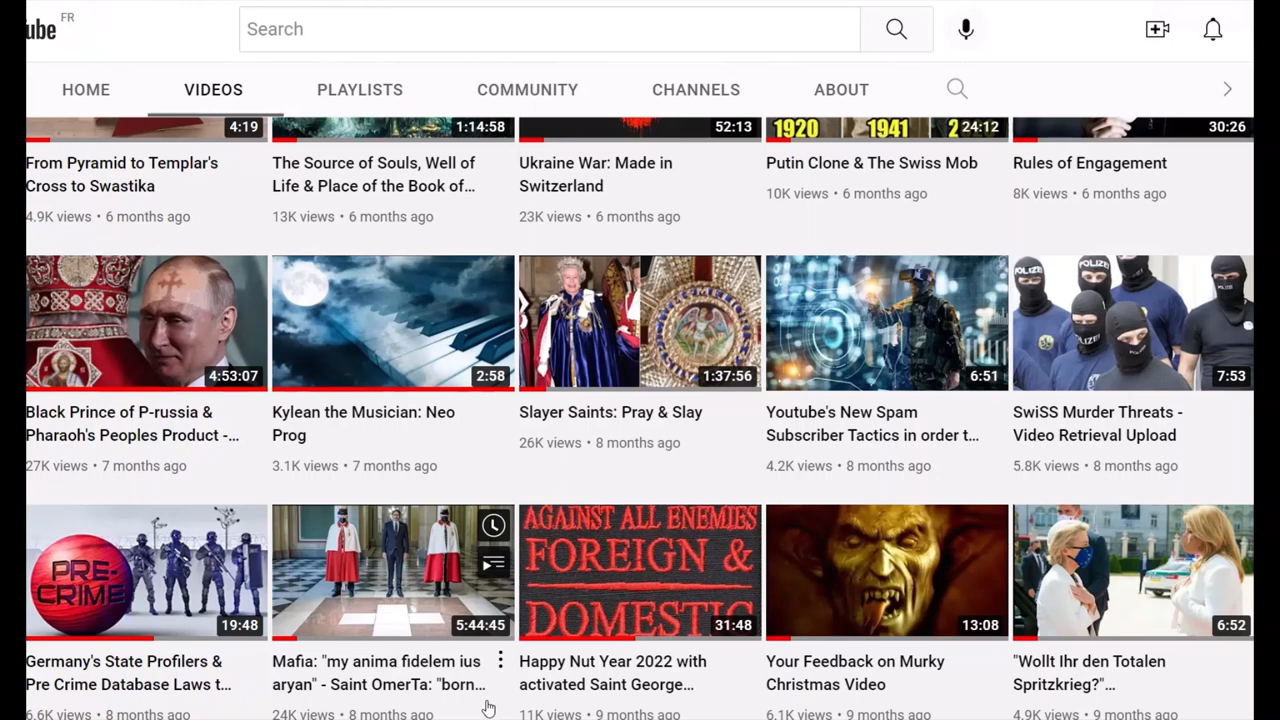 ube FR
Search
HOME VIDEOS PLAYLISTS COMMUNITY CHANNELS ABOUT
4:19 1:14:58 52:13 1920 1941 2 24:12 30:26
From Pyramid to Templar's
Cross to Swastika
4.9K views • 6 months ago
The Source of Souls, Well of
Life & Place of the Book of...
13K views • 6 months ago
Ukraine War: Made in
Switzerland
23K views • 6 months ago
Putin Clone & The Swiss Mob
10K views • 6 months ago
Rules of Engagement
8K views • 6 months ago
4:53:07
Black Prince of P-russia &
Pharaoh's Peoples Product -...
27K views • 7 months ago
2:58
Kylean the Musician: Neo
Prog
3.1K views • 7 months ago
1:37:56
Slayer Saints: Pray & Slay
26K views • 8 months ago
6:51
Youtube's New Spam
Subscriber Tactics in order t...
4.2K views • 8 months ago
POLIZEI POLIZEI POLIZEI POLIZEI POLIZEI
7:53
SwiSS Murder Threats -
Video Retrieval Upload
5.8K views • 8 months ago
PRE-
CRIME
19:48
Germany's State Profilers &
Pre Crime Database Laws t...
6.6K views • 8 months ago
5:44:45
Mafia: "my anima fidelem ius
aryan" - Saint OmerTa: "born...
24K views • 8 months ago
AGAINST ALL ENEMIES
FOREIGN &
DOMESTIC
31:48
Happy Nut Year 2022 with
activated Saint George...
11K views • 9 months ago
13:08
Your Feedback on Murky
Christmas Video
6.1K views • 9 months ago
6:52
"Wollt Ihr den Totalen
Spritzkrieg?"...
4.9K views • 9 months ago